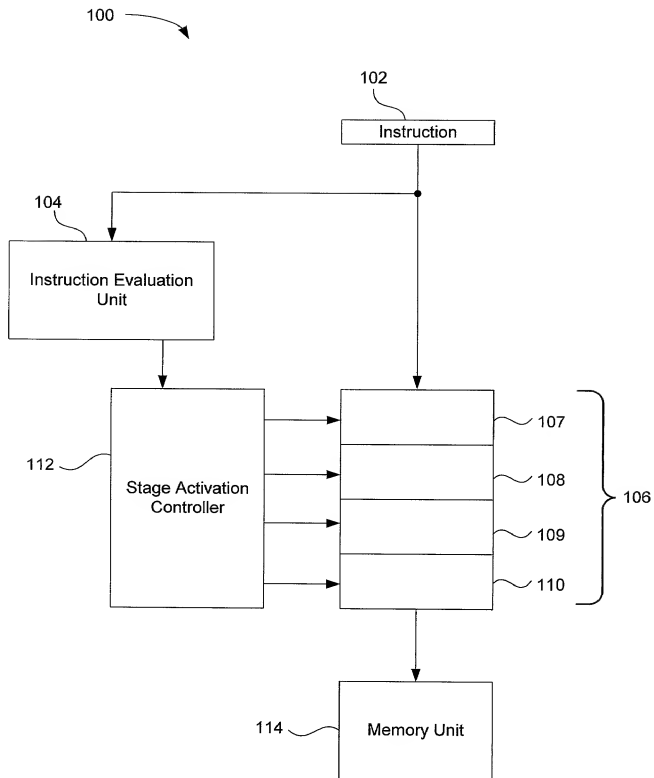 100
102
Instruction
104
Instruction Evaluation
Unit
107
112
Stage Activation
Controller
108
106
109
110
114
Memory Unit